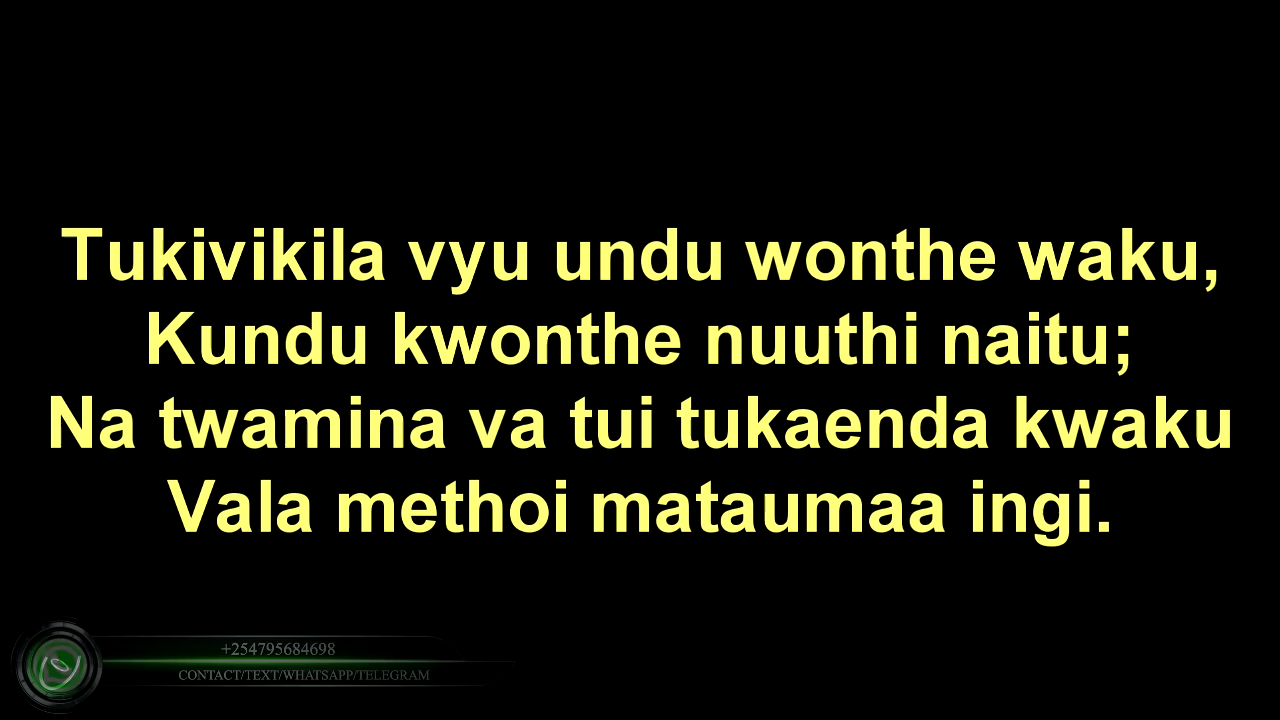 Tukivikila vyu undu wonthe waku,
Kundu kwonthe nuuthi naitu;
Na twamina va tui tukaenda kwaku
Vala methoi mataumaa ingi.
+254795684698
CONTACT/TEXT/WHATSAPP/TELEGRAM